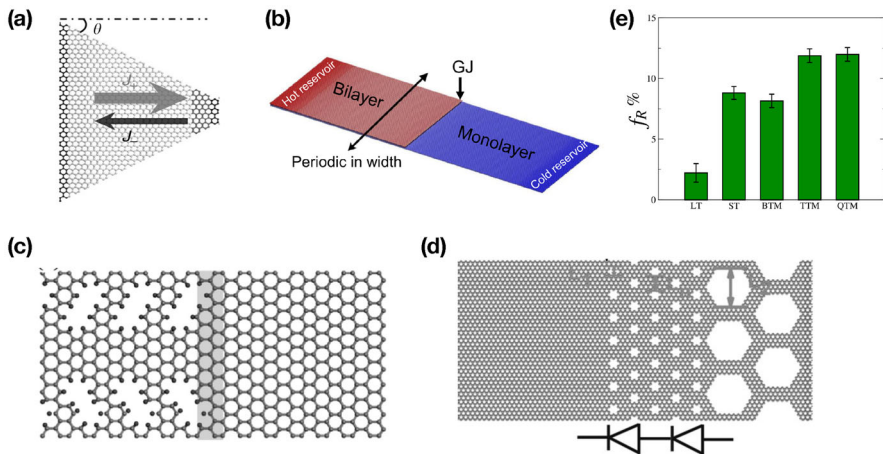 (a)
θ
J₊
J₋
(b)
GJ
Hot reservoir
Bilayer
Monolayer
Cold reservoir
Periodic in width
(e)
f_R %
15
10
5
0
LT ST BTM TTM QTM
(c)
(d)